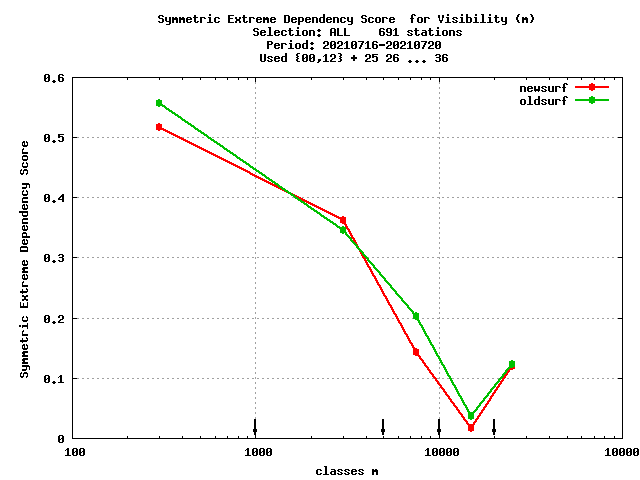 Symmetric Extreme Dependency Score  for Visibility (m)
Selection: ALL    691 stations
Period: 20210716-20210720
Used {00,12} + 25 26 ... 36
newsurf
oldsurf
Symmetric Extreme Dependency Score
0.6
0.5
0.4
0.3
0.2
0.1
0
100 1000 10000 10000
classes m